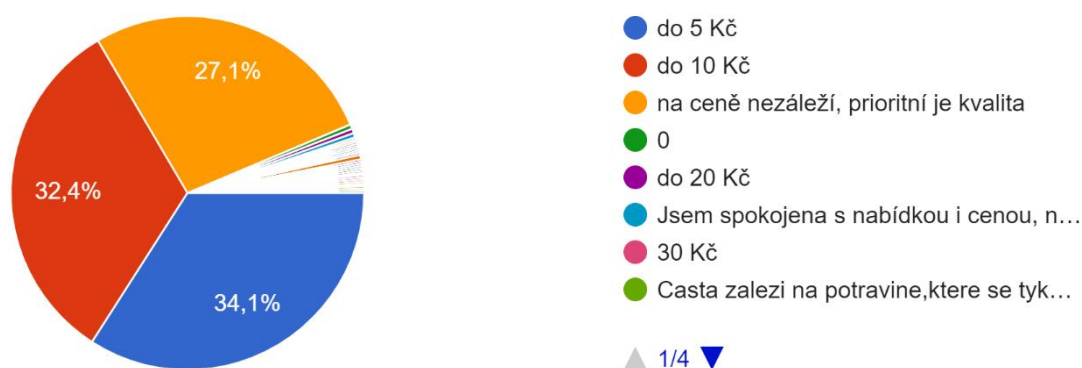 27,1%
32,4%
34,1%
do 5 Kč
do 10 Kč
na ceně nezáleží, prioritní je kvalita
0
do 20 Kč
Jsem spokojena s nabídkou i cenou, n…
30 Kč
Casta zalezi na potravine,ktere se tyk…
1/4